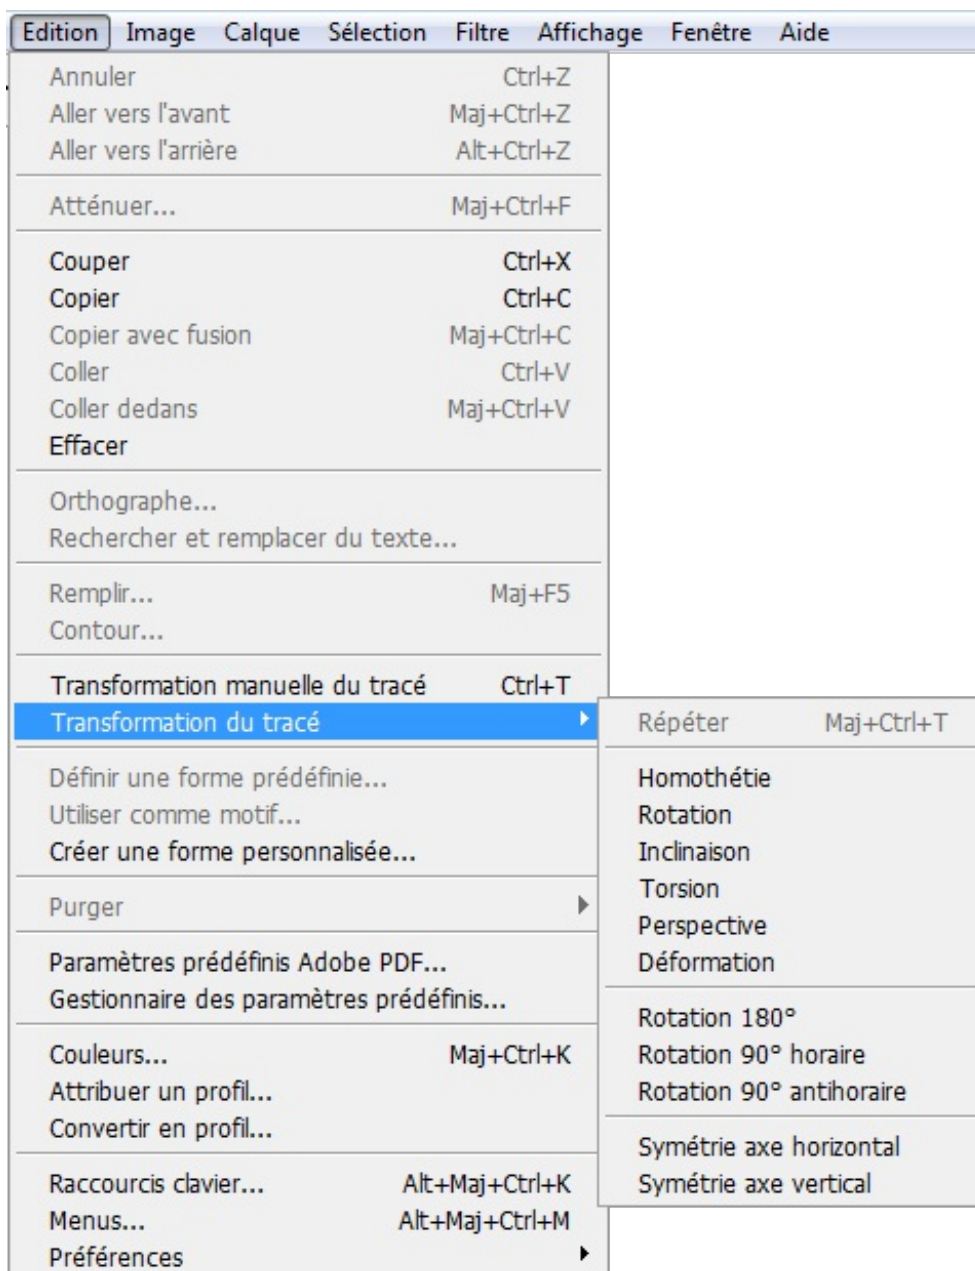 Edition Image Calque Sélection Filtre Affichage Fenêtre Aide
Annuler Ctrl+Z
Aller vers l'avant Maj+Ctrl+Z
Aller vers l'arrière Alt+Ctrl+Z
Atténuer... Maj+Ctrl+F
Couper Ctrl+X
Copier Ctrl+C
Copier avec fusion Maj+Ctrl+C
Coller Ctrl+V
Coller dedans Maj+Ctrl+V
Effacer
Orthographe...
Rechercher et remplacer du texte...
Remplir... Maj+F5
Contour...
Transformation manuelle du tracé Ctrl+T
Transformation du tracé
Définir une forme prédéfinie...
Utiliser comme motif...
Créer une forme personnalisée...
Purger
Paramètres prédéfinis Adobe PDF...
Gestionnaire des paramètres prédéfinis...
Couleurs... Maj+Ctrl+K
Attribuer un profil...
Convertir en profil...
Raccourcis clavier... Alt+Maj+Ctrl+K
Menus... Alt+Maj+Ctrl+M
Préférences
Répéter Maj+Ctrl+T
Homothétie
Rotation
Inclinaison
Torsion
Perspective
Déformation
Rotation 180°
Rotation 90° horaire
Rotation 90° antihoraire
Symétrie axe horizontal
Symétrie axe vertical